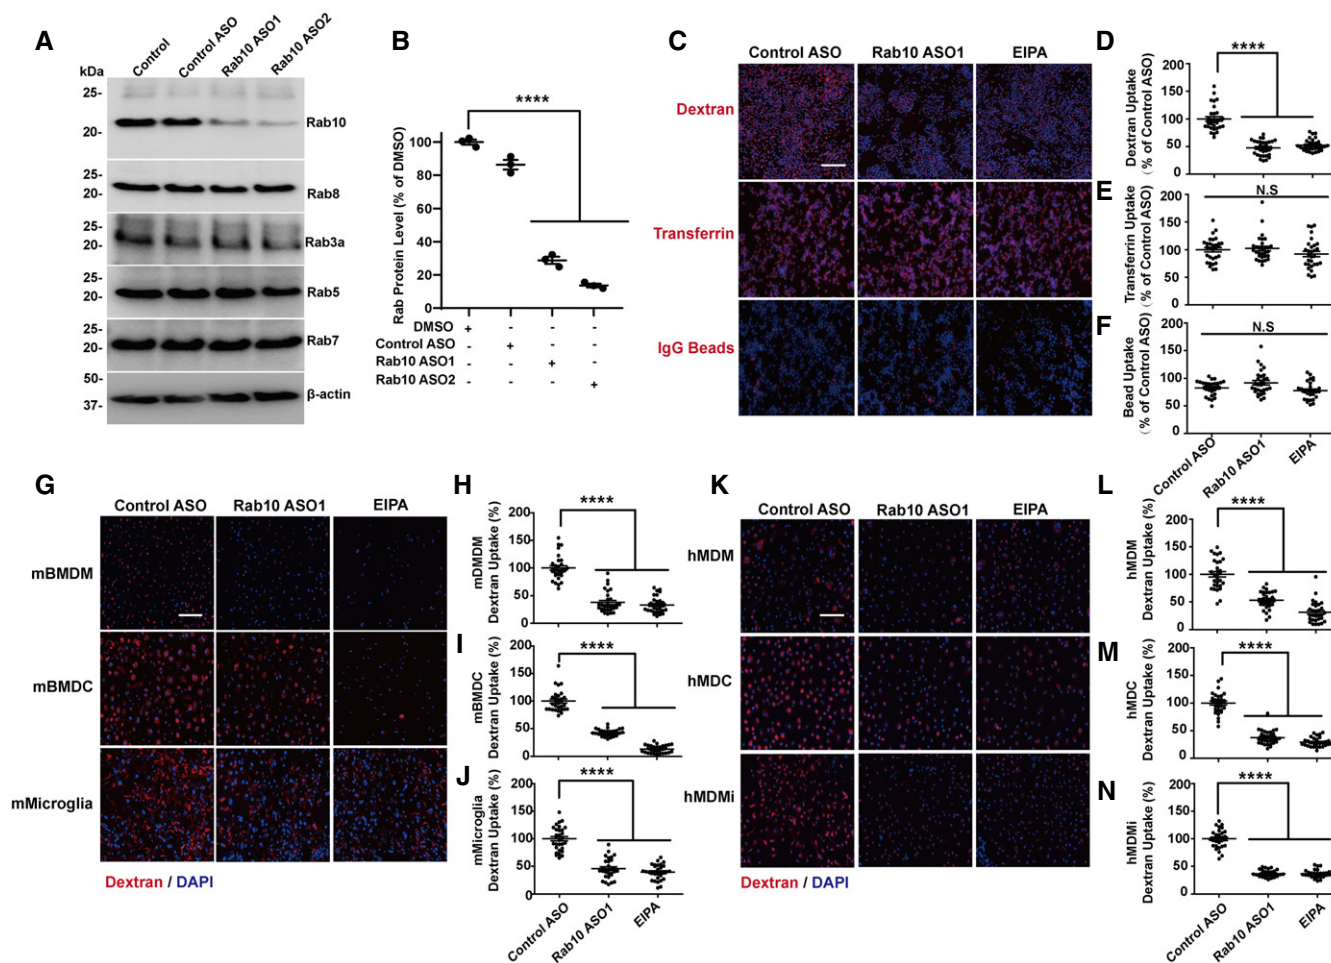 A
Control
Control ASO
Rab10 ASO1
Rab10 ASO2
kDa
25-
20-
Rab10
25-
20-
Rab8
25-
20-
Rab3a
25-
20-
Rab5
25-
20-
Rab7
50-
37-
β-actin
B
****
Rab Protein Level (% of DMSO)
100
80
60
40
20
0
DMSO + - - -
Control ASO - + - -
Rab10 ASO1 - - + -
Rab10 ASO2 - - - +
C
Control ASO Rab10 ASO1 EIPA
Dextran
Transferrin
IgG Beads
D
****
Dextran Uptake
(% of Control ASO)
200
150
100
50
0
E
N.S
Transferrin Uptake
(% of Control ASO)
200
150
100
50
0
F
N.S
Bead Uptake
(% of Control ASO)
200
150
100
50
0
Control ASO
Rab10 ASO1
EIPA
G
Control ASO Rab10 ASO1 EIPA
mBMDM
mBMDC
mMicroglia
Dextran / DAPI
H
****
mDMDM
Dextran Uptake (%)
200
150
100
50
0
I
****
mBMDC
Dextran Uptake (%)
200
150
100
50
0
J
****
mMicroglia
Dextran Uptake (%)
200
150
100
50
0
Control ASO
Rab10 ASO1
EIPA
K
Control ASO Rab10 ASO1 EIPA
hMDM
hMDC
hMDMi
Dextran / DAPI
L
****
hMDM
Dextran Uptake (%)
200
150
100
50
0
M
****
hMDC
Dextran Uptake (%)
200
150
100
50
0
N
****
hMDMi
Dextran Uptake (%)
200
150
100
50
0
Control ASO
Rab10 ASO1
EIPA